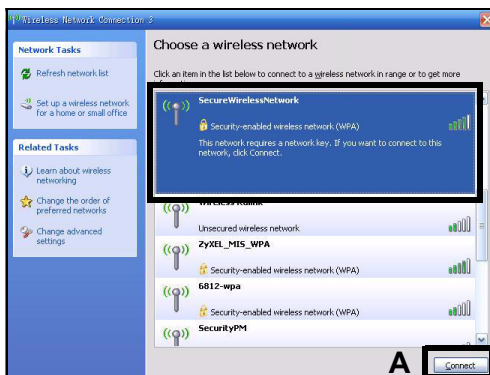 Wireless Network Connection 3
Network Tasks
Refresh network list
Set up a wireless network
for a home or small office
Related Tasks
Learn about wireless
networking
Change the order of
preferred networks
Change advanced
settings
Choose a wireless network
Click an item in the list below to connect to a wireless network in range or to get more
SecureWirelessNetwork
Security-enabled wireless network (WPA)
This network requires a network key. If you want to connect to this
network, click Connect.
Wireless
Unsecured wireless network
ZyXEL_MIS_WPA
Security-enabled wireless network (WPA)
6812-wpa
Security-enabled wireless network (WPA)
SecurityPM
A
Connect